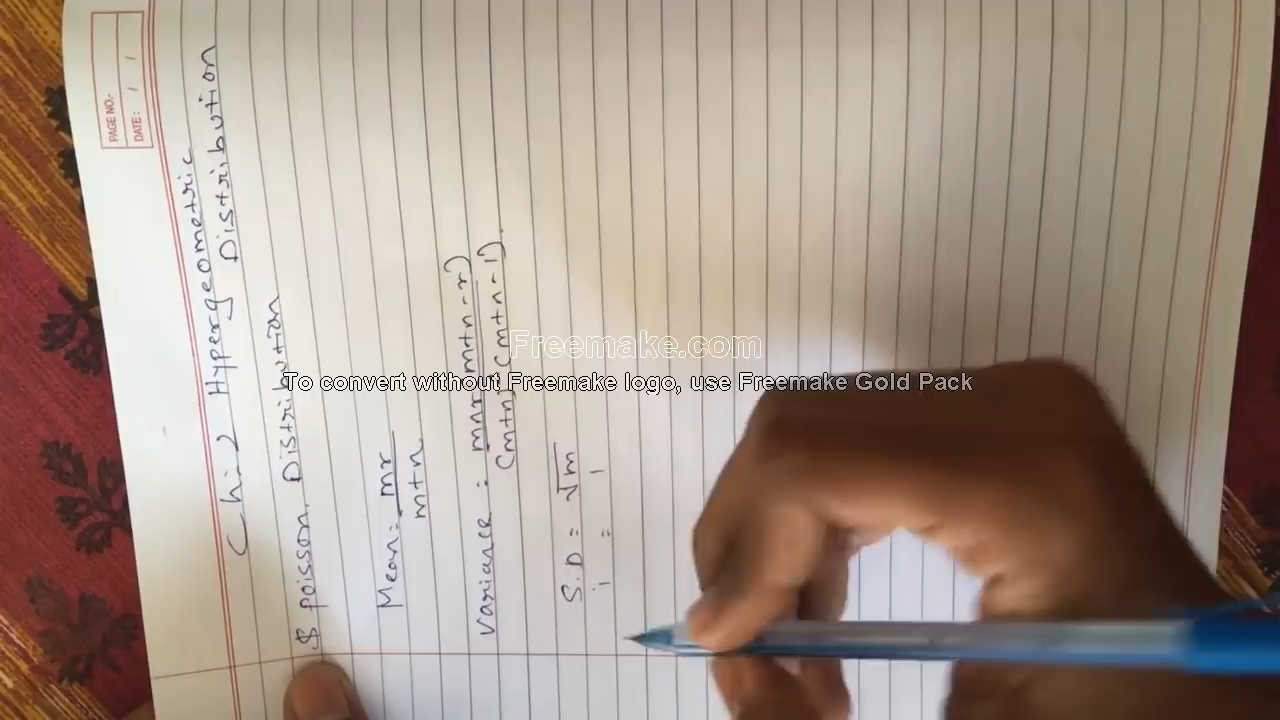 PAGE NO.:
DATE: / /
Ch-2 Hypergeometric
Distribution
$ poisson Distribution
Mean: mr
m+n
variance : mnr (m+n-r)
(m+n)² (m+n-1).
S.D = √m
Freemake.com
To convert without Freemake logo, use Freemake Gold Pack